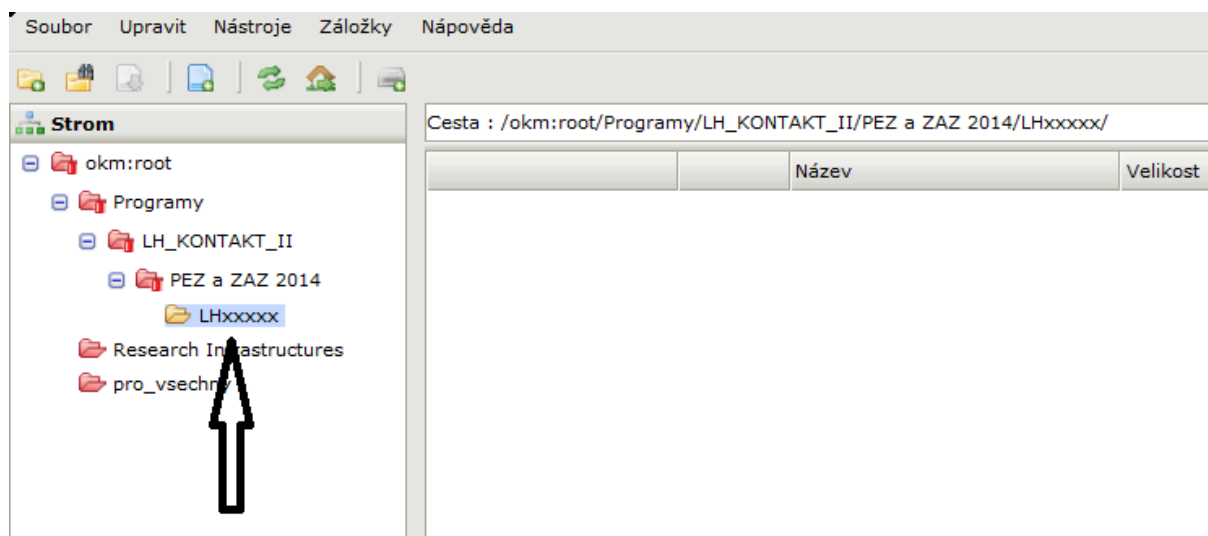 Soubor Upravit Nástroje Záložky Nápověda
Strom
Cesta : /okm:root/Programy/LH_KONTAKT_II/PEZ a ZAZ 2014/LHxxxxx/
okm:root
Název Velikost
Programy
LH_KONTAKT_II
PEZ a ZAZ 2014
LHxxxxx
Research Infrastructures
pro_vsechny